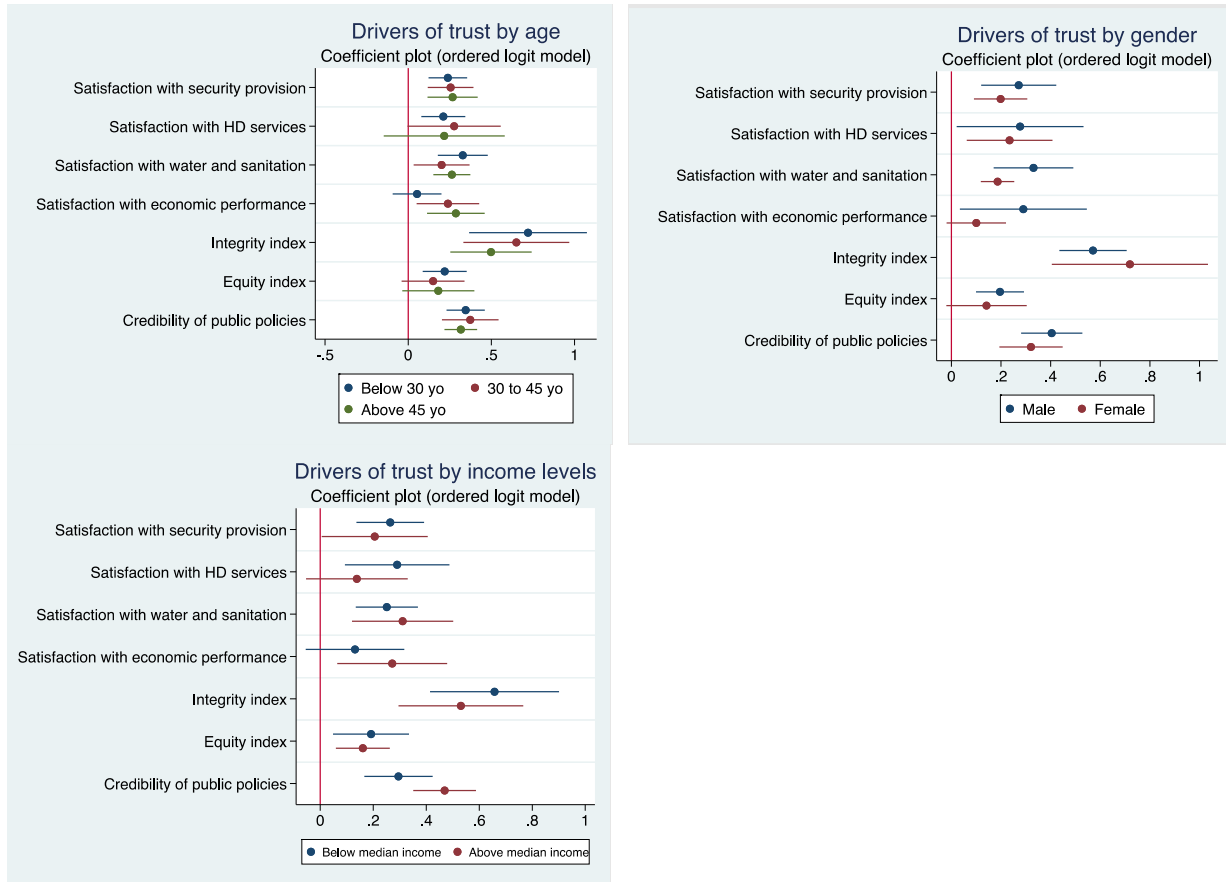 Drivers of trust by age
Coefficient plot (ordered logit model)
Satisfaction with security provision
Satisfaction with HD services
Satisfaction with water and sanitation
Satisfaction with economic performance
Integrity index
Equity index
Credibility of public policies
-.5 0 .5 1
Below 30 yo 30 to 45 yo
Above 45 yo
Drivers of trust by gender
Coefficient plot (ordered logit model)
Satisfaction with security provision
Satisfaction with HD services
Satisfaction with water and sanitation
Satisfaction with economic performance
Integrity index
Equity index
Credibility of public policies
0 .2 .4 .6 .8 1
Male Female
Drivers of trust by income levels
Coefficient plot (ordered logit model)
Satisfaction with security provision
Satisfaction with HD services
Satisfaction with water and sanitation
Satisfaction with economic performance
Integrity index
Equity index
Credibility of public policies
0 .2 .4 .6 .8 1
Below median income Above median income